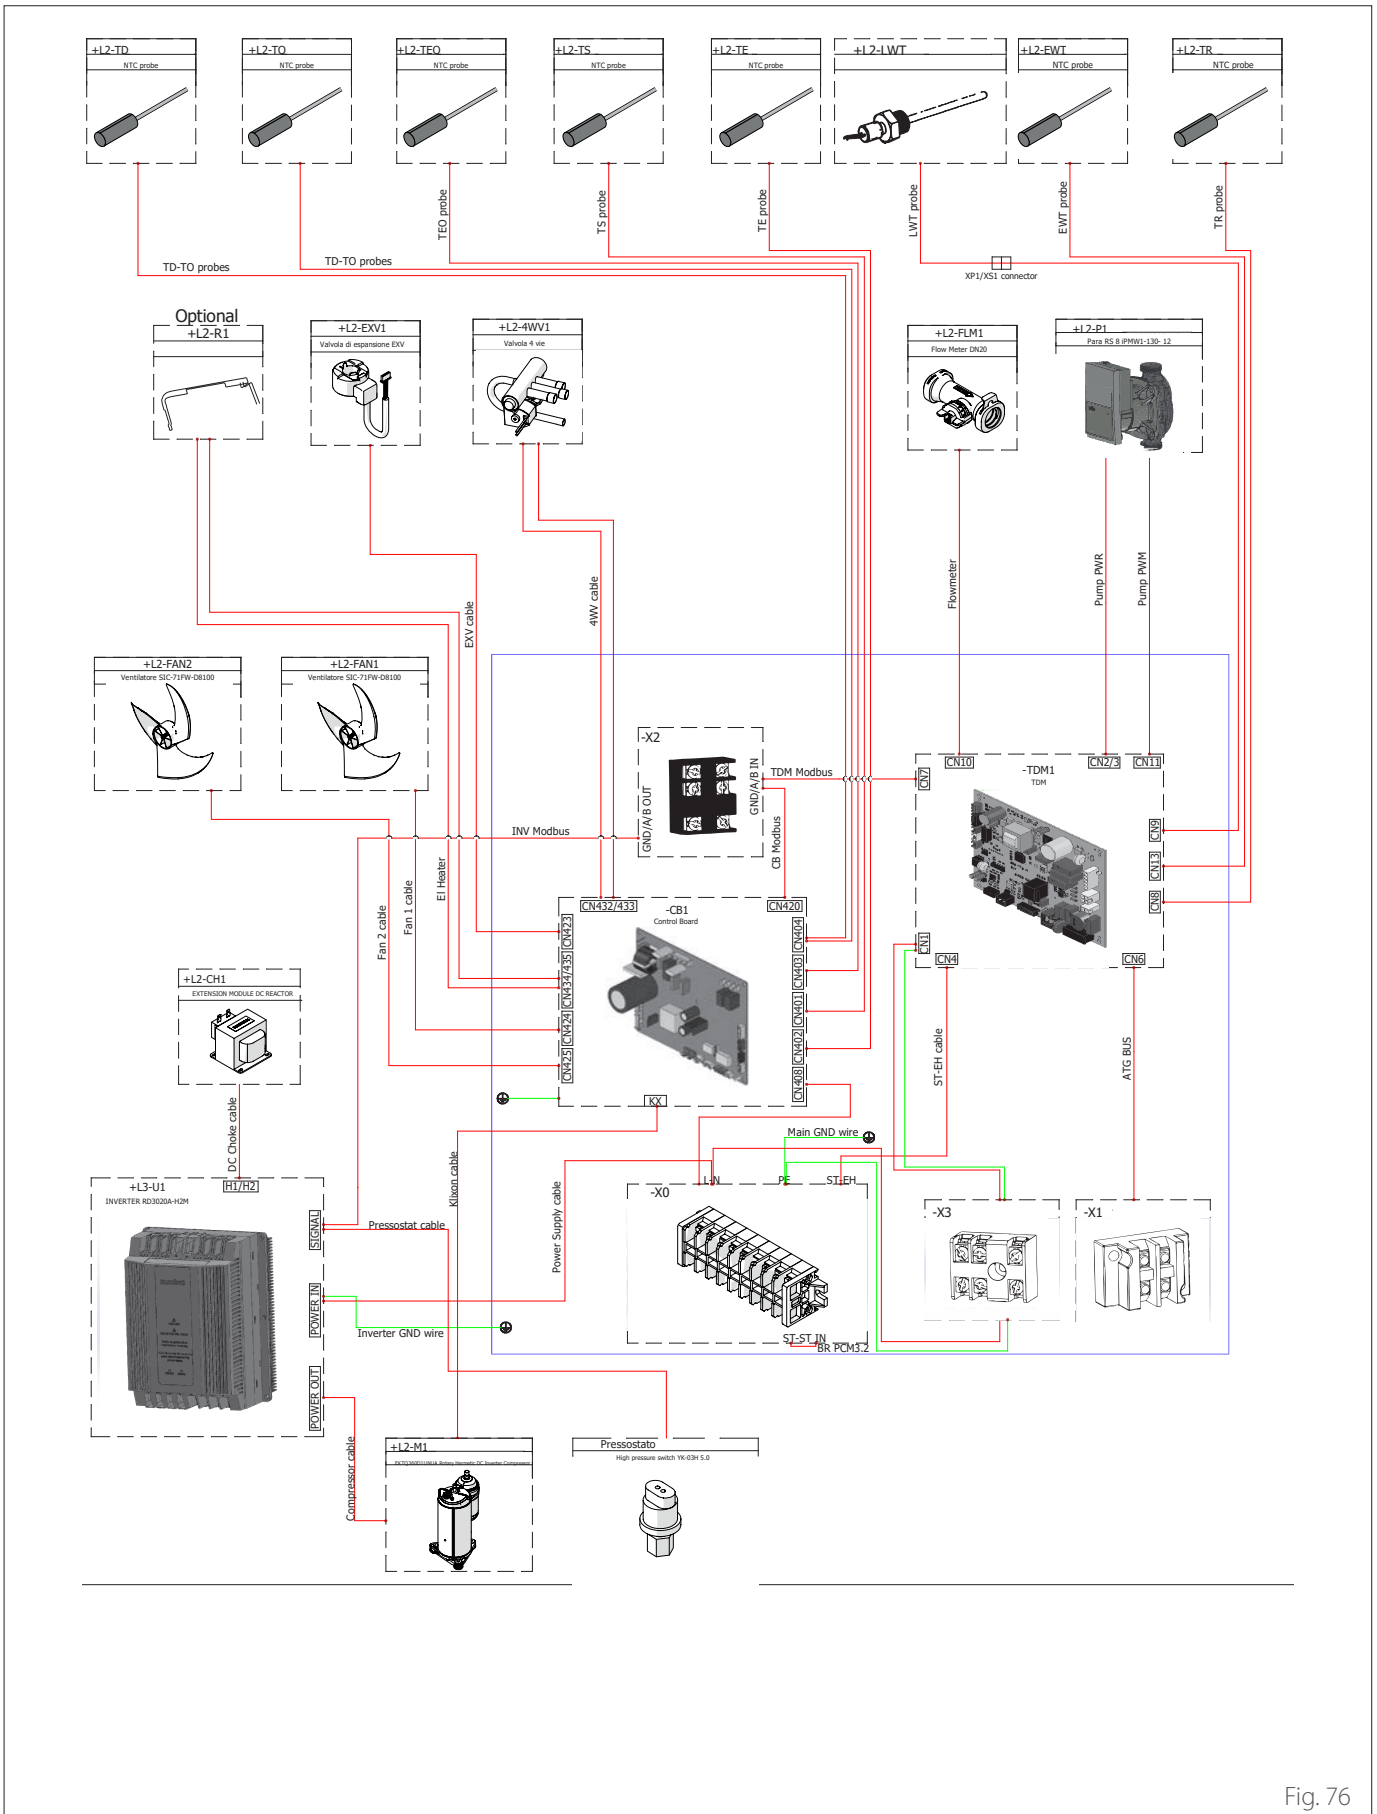 +L2-TD
NTC probe
+L2-TO
NTC probe
+L2-TEO
NTC probe
+L2-TS
NTC probe
+L2-TE
NTC probe
+L2-LWT
+L2-EWT
NTC probe
+L2-TR
NTC probe
TEO probe
TS probe
TE probe
LWT probe
EWT probe
TR probe
TD-TO probes
TD-TO probes
XP1/XS1 connector
Optional
+L2-R1
+L2-EXV1
Valvola di espansione EXV
+L2-4WV1
Valvola 4 vie
+L2-FLM1
Flow Meter DN20
+L2-P1
Para RS 8 iPMW1-130- 12
EXV cable
4WV cable
Flowmeter
Pump PWR
Pump PWM
+L2-FAN2
Ventilatore SIC-71FW-D8100
+L2-FAN1
Ventilatore SIC-71FW-D8100
-X2
GND/A/B OUT
GND/A/B IN
TDM Modbus
INV Modbus
CB Modbus
CN7
CN10
CN2/3
CN11
-TDM1
TDM
CN9
CN13
CN8
CN1
CN4
CN6
Fan 2 cable
Fan 1 cable
EI Heater
CN432/433
CN420
-CB1
Control Board
CN423
CN434/435
CN424
CN425
CN404
CN403
CN401
CN402
CN408
KX
+L2-CH1
EXTENSION MODULE DC REACTOR
DC Choke cable
ST-EH cable
ATG BUS
Main GND wire
Klixon cable
Power Supply cable
+L3-U1
H1/H2
INVERTER RD3020A-H2M
SIGNAL
POWER IN
POWER OUT
Pressostat cable
Inverter GND wire
-X0
L-N
PE
ST-EH
ST-ST IN
BR PCM3.2
-X3
-X1
Compressor cable
+L2-M1
Pressostato
High pressure switch YK-03H 5.0
Fig. 76